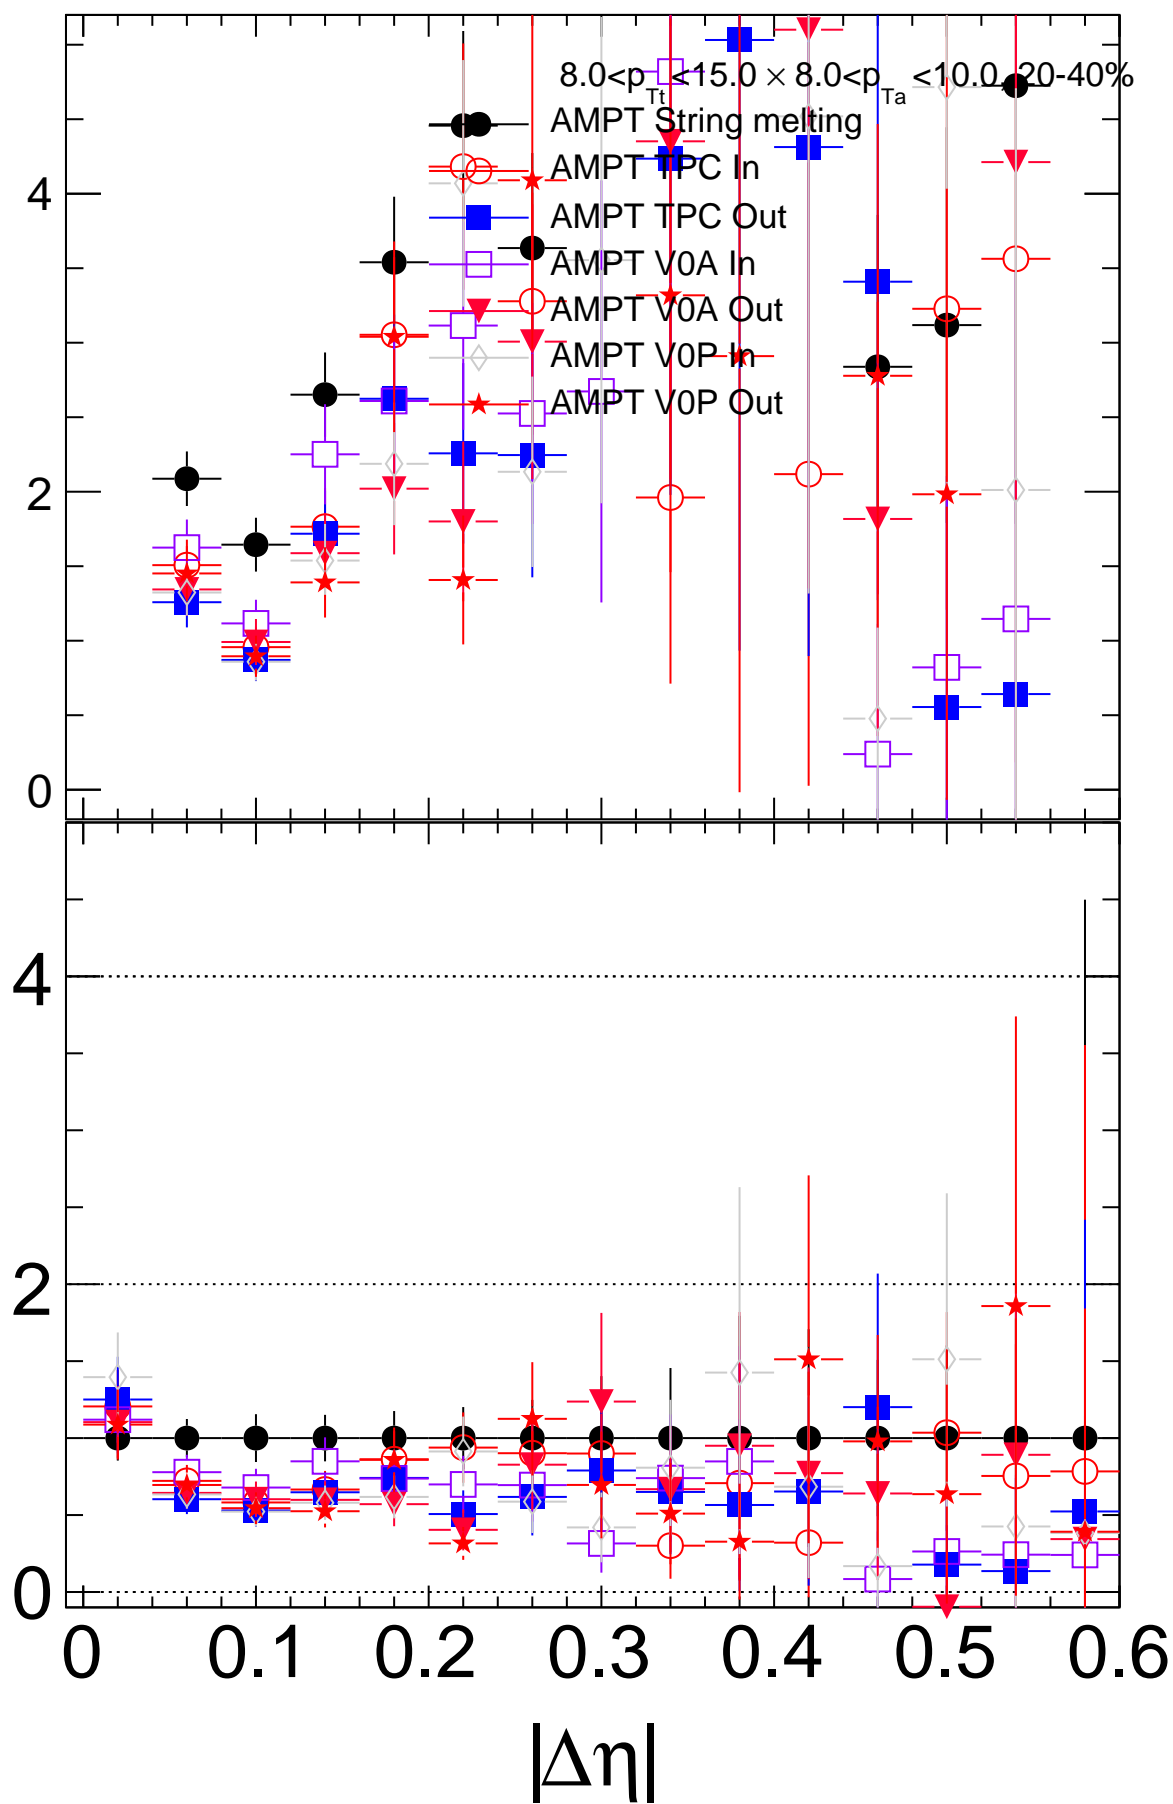 8.0<p_Tt<15.0 × 8.0<p_Ta<10.0, 20-40%
AMPT String melting
AMPT TPC In
AMPT TPC Out
AMPT V0A In
AMPT V0A Out
AMPT V0P In
AMPT V0P Out
4
2
0
4
2
0
0 0.1 0.2 0.3 0.4 0.5 0.6
|Δη|